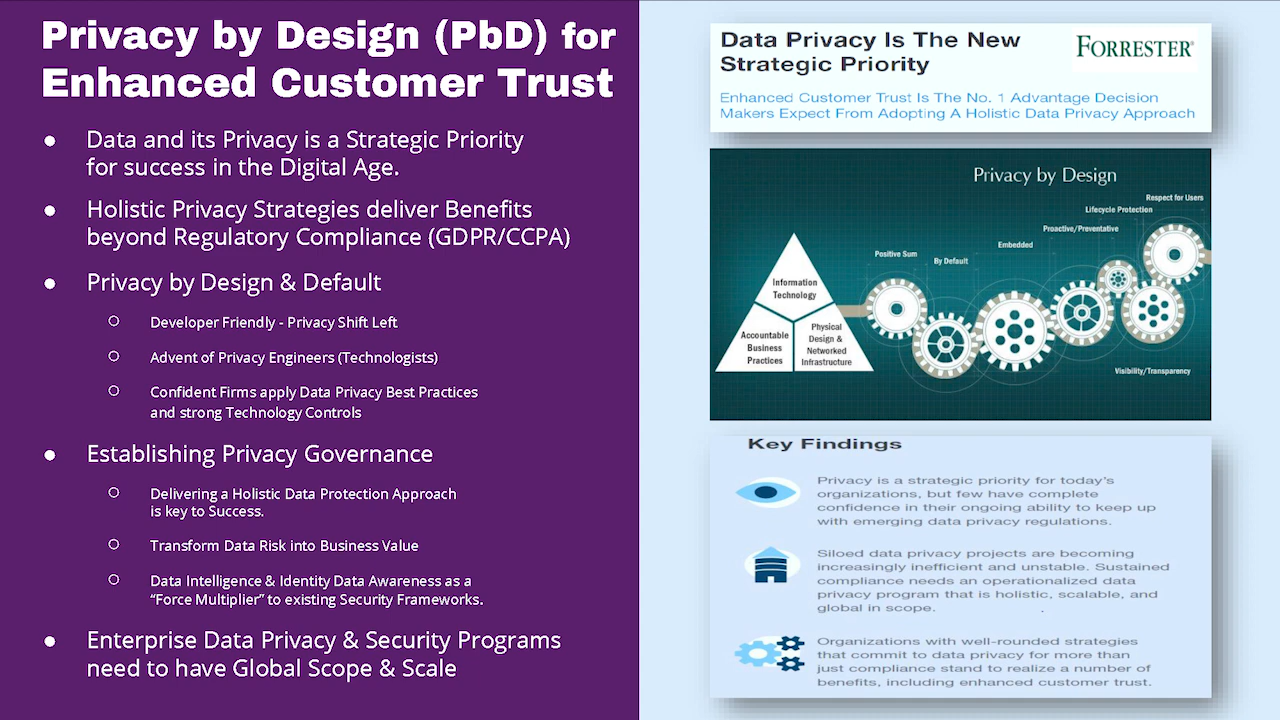 Privacy by Design (PbD) for
Enhanced Customer Trust
● Data and its Privacy is a Strategic Priority
for success in the Digital Age.
● Holistic Privacy Strategies deliver Benefits
beyond Regulatory Compliance (GDPR/CCPA)
● Privacy by Design & Default
○ Developer Friendly - Privacy Shift Left
○ Advent of Privacy Engineers (Technologists)
○ Confident Firms apply Data Privacy Best Practices
and strong Technology Controls
● Establishing Privacy Governance
○ Delivering a Holistic Data Protection Approach
is key to Success.
○ Transform Data Risk into Business Value
○ Data Intelligence & Identity Data Awareness as a
“Force Multiplier” to existing Security Frameworks.
● Enterprise Data Privacy & Security Programs
need to have Global Scope & Scale
Data Privacy Is The New
Strategic Priority
FORRESTER®
Enhanced Customer Trust Is The No. 1 Advantage Decision
Makers Expect From Adopting A Holistic Data Privacy Approach
Privacy by Design
Respect for Users
Lifecycle Protection
Proactive/Preventative
Embedded
By Default
Positive Sum
Information
Technology
Accountable
Business
Practices
Physical
Design &
Networked
Infrastructure
Visibility/Transparency
Key Findings
Privacy is a strategic priority for today’s
organizations, but few have complete
confidence in their ongoing ability to keep up
with emerging data privacy regulations.
Siloed data privacy projects are becoming
increasingly inefficient and unstable. Sustained
compliance needs an operationalized data
privacy program that is holistic, scalable, and
global in scope.
Organizations with well-rounded strategies
that commit to data privacy for more than
just compliance stand to realize a number of
benefits, including enhanced customer trust.